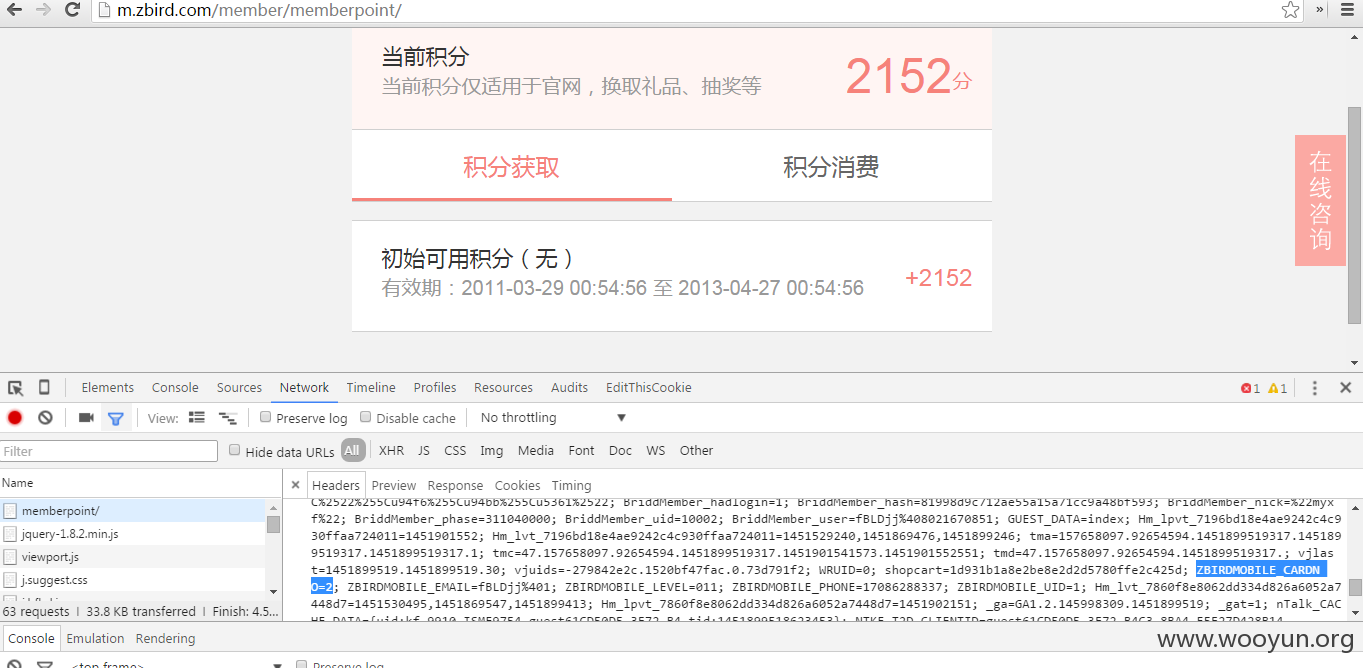 m.zbird.com/member/memberpoint/
»
当前积分
当前积分仅适用于官网，换取礼品、抽奖等
2152分
积分获取
积分消费
在线咨询
初始可用积分（无）
有效期：2011-03-29 00:54:56 至 2013-04-27 00:54:56
+2152
Elements Console Sources Network Timeline Profiles Resources Audits EditThisCookie
1 1
View: Preserve log Disable cache No throttling
Filter Hide data URLs All XHR JS CSS Img Media Font Doc WS Other
Name
× Headers Preview Response Cookies Timing
memberpoint/
jquery-1.8.2.min.js
viewport.js
j.suggest.css
63 requests | 33.8 KB transferred | Finish: 4.5...
C%2522%255Cu94f6%255Cu94bb%255Cu5361%2522; BriddMember_hadlogin=1; BriddMember_hash=81998d9c712ae55a15a71cc9a48bf593; BriddMember_nick=%22myx
f%22; BriddMember_phase=311040000; BriddMember_uid=10002; BriddMember_user=fBLDjj%408021670851; GUEST_DATA=index; Hm_lpvt_7196bd18e4ae9242c4c9
30ffaa724011=1451901552; Hm_lvt_7196bd18e4ae9242c4c930ffaa724011=1451529240,1451869476,1451899246; tma=157658097.92654594.1451899519317.145189
9519317.1451899519317.1; tmc=47.157658097.92654594.1451899519317.1451901541573.1451901552551; tmd=47.157658097.92654594.1451899519317.; vjlas
t=1451899519.1451899519.30; vjuids=-279842e2c.1520bf47fac.0.73d791f2; WRUID=0; shopcart=1d931b1a8e2be8e2d2d5780ffe2c425d; ZBIRDMOBILE_CARDN
O=2; ZBIRDMOBILE_EMAIL=fBLDjj%401; ZBIRDMOBILE_LEVEL=011; ZBIRDMOBILE_PHONE=17086288337; ZBIRDMOBILE_UID=1; Hm_lvt_7860f8e8062dd334d826a6052a
7448d7=1451530495,1451869547,1451899413; Hm_lpvt_7860f8e8062dd334d826a6052a7448d7=1451902151; _ga=GA1.2.145998309.1451899519; _gat=1; nTalk_CAC
Console Emulation Rendering
<top frame> Preserve log
www.wooyun.org